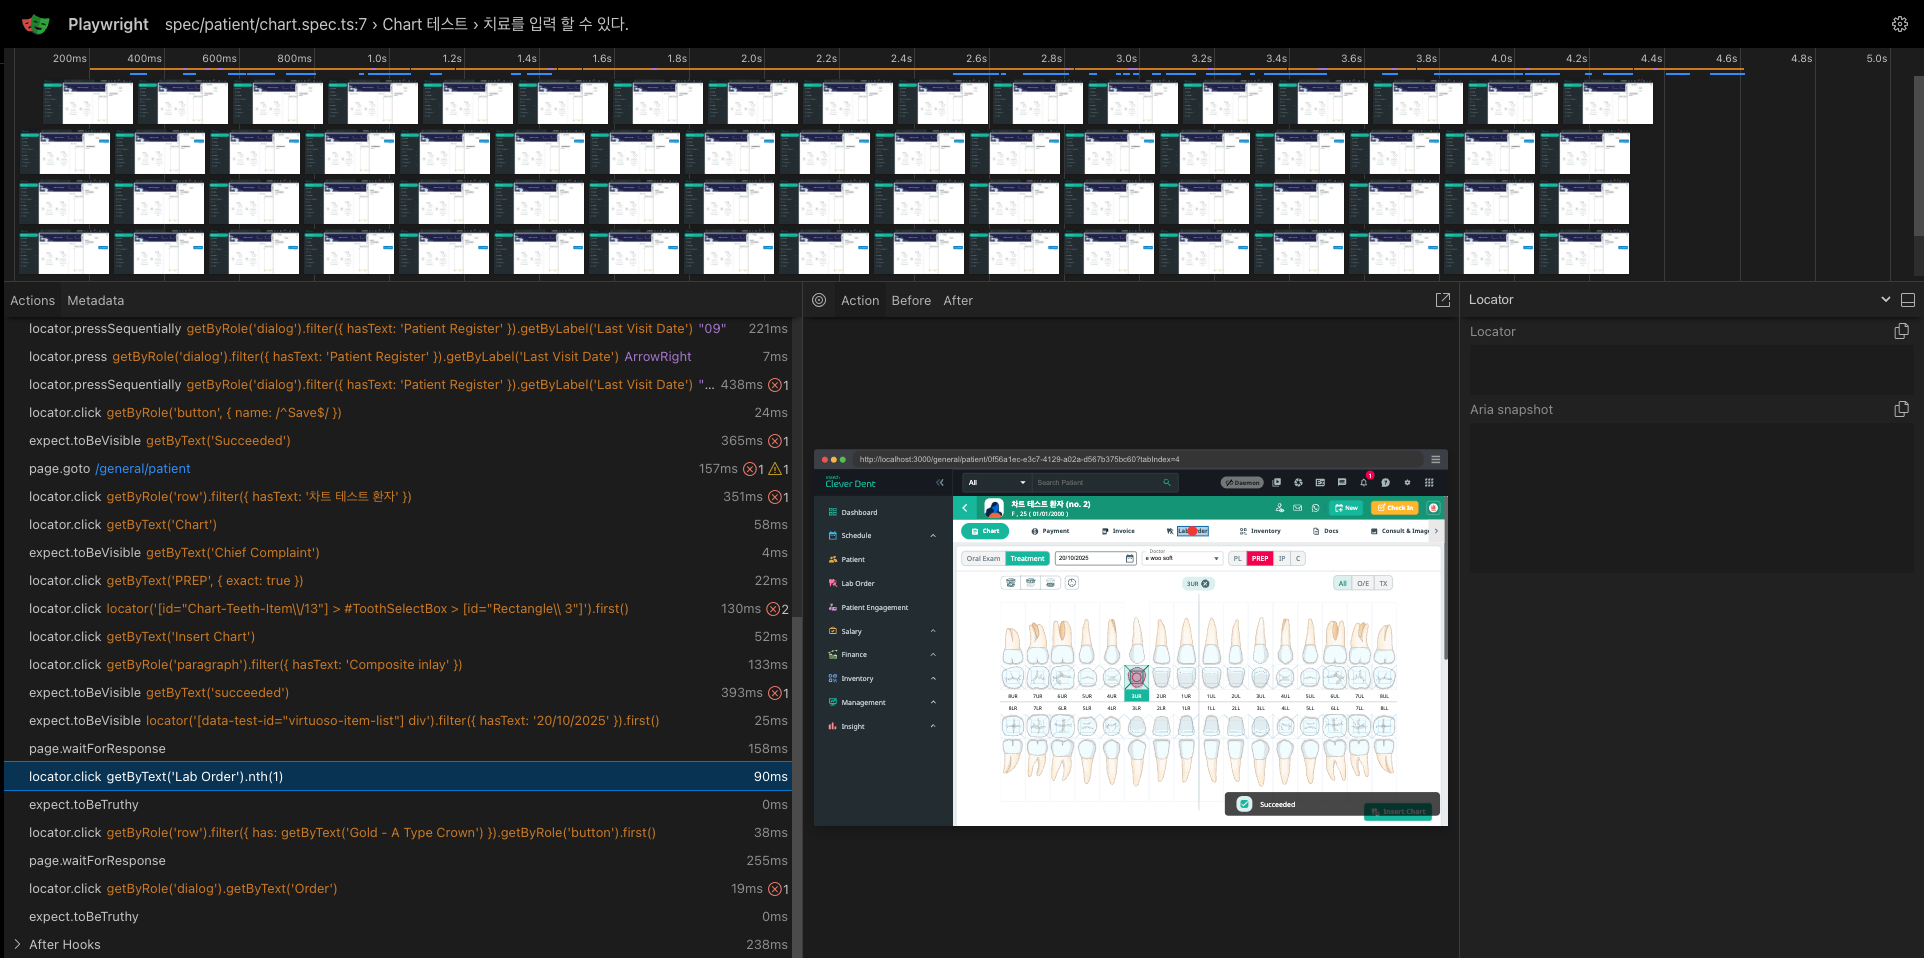 Playwright spec/patient/chart.spec.ts:7 › Chart 테스트 › 치료를 입력 할 수 있다.
200ms 400ms 600ms 800ms 1.0s 1.2s 1.4s 1.6s 1.8s 2.0s 2.2s 2.4s 2.6s 2.8s 3.0s 3.2s 3.4s 3.6s 3.8s 4.0s 4.2s 4.4s 4.6s 4.8s 5.0s
Actions Metadata
locator.pressSequentially getByRole('dialog').filter({ hasText: 'Patient Register' }).getByLabel('Last Visit Date') "09" 221ms
locator.press getByRole('dialog').filter({ hasText: 'Patient Register' }).getByLabel('Last Visit Date') ArrowRight 7ms
locator.pressSequentially getByRole('dialog').filter({ hasText: 'Patient Register' }).getByLabel('Last Visit Date') "... 438ms 1
locator.click getByRole('button', { name: /^Save$/ }) 24ms
expect.toBeVisible getByText('Succeeded') 365ms 1
page.goto /general/patient 157ms 1 1
locator.click getByRole('row').filter({ hasText: '차트 테스트 환자' }) 351ms 1
locator.click getByText('Chart') 58ms
expect.toBeVisible getByText('Chief Complaint') 4ms
locator.click getByText('PREP', { exact: true }) 22ms
locator.click locator('[id="Chart-Teeth-Item\\/13"] > #ToothSelectBox > [id="Rectangle\\ 3"]').first() 130ms 2
locator.click getByText('Insert Chart') 52ms
locator.click getByRole('paragraph').filter({ hasText: 'Composite inlay' }) 133ms
expect.toBeVisible getByText('succeeded') 393ms 1
expect.toBeVisible locator('[data-test-id="virtuoso-item-list"] div').filter({ hasText: '20/10/2025' }).first() 25ms
page.waitForResponse 158ms
locator.click getByText('Lab Order').nth(1) 90ms
expect.toBeTruthy 0ms
locator.click getByRole('row').filter({ has: getByText('Gold - A Type Crown') }).getByRole('button').first() 38ms
page.waitForResponse 255ms
locator.click getByRole('dialog').getByText('Order') 19ms 1
expect.toBeTruthy 0ms
After Hooks 238ms
Action Before After
http://localhost:3000/general/patient/0f56a1ec-e3c7-4129-a02a-d567b375bc60?tabIndex=4
Clever Dent
All Search Patient Daemon 1
Dashboard
Schedule
Patient
Lab Order
Patient Engagement
Salary
Finance
Inventory
Management
Insight
차트 테스트 환자 (no. 2)
F , 25 ( 01/01/2000 )
New Check In
Chart Payment Invoice Lab Order Inventory Docs Consult & Imag
Oral Exam Treatment 20/10/2025 Doctor e woo soft PL PREP IP C
3UR All O/E TX
8UR 7UR 6UR 5UR 4UR 3UR 2UR 1UR 1UL 2UL 3UL 4UL 5UL 6UL 7UL 8UL
8LR 7LR 6LR 5LR 4LR 3LR 2LR 1LR 1LL 2LL 3LL 4LL 5LL 6LL 7LL 8LL
Succeeded
Insert Chart
Locator
Locator
Aria snapshot